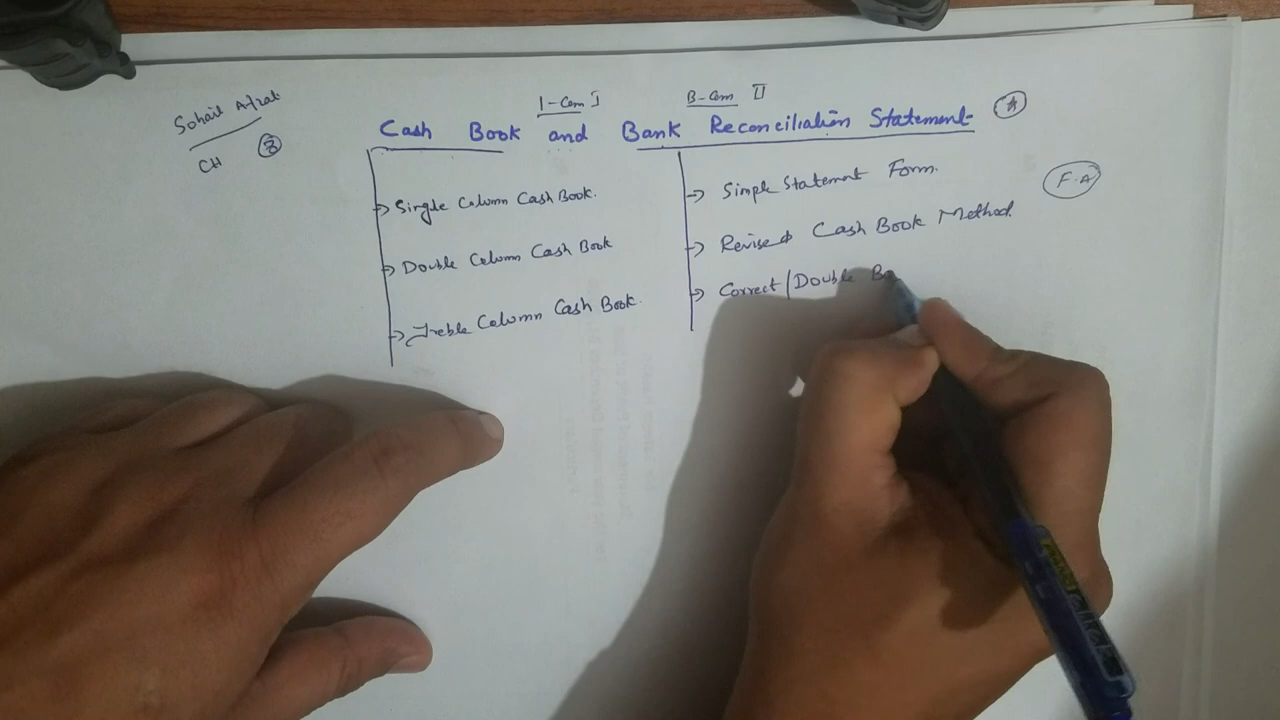 Sohail Afzal
CH 3
I-Com I
B-Com II
Cash Book and Bank Reconciliation Statement
F.A
Single Column Cash Book.
Double Column Cash Book
Treble Column Cash Book.
Simple Statement Form.
Revised Cash Book Method.
Correct/Double Ba